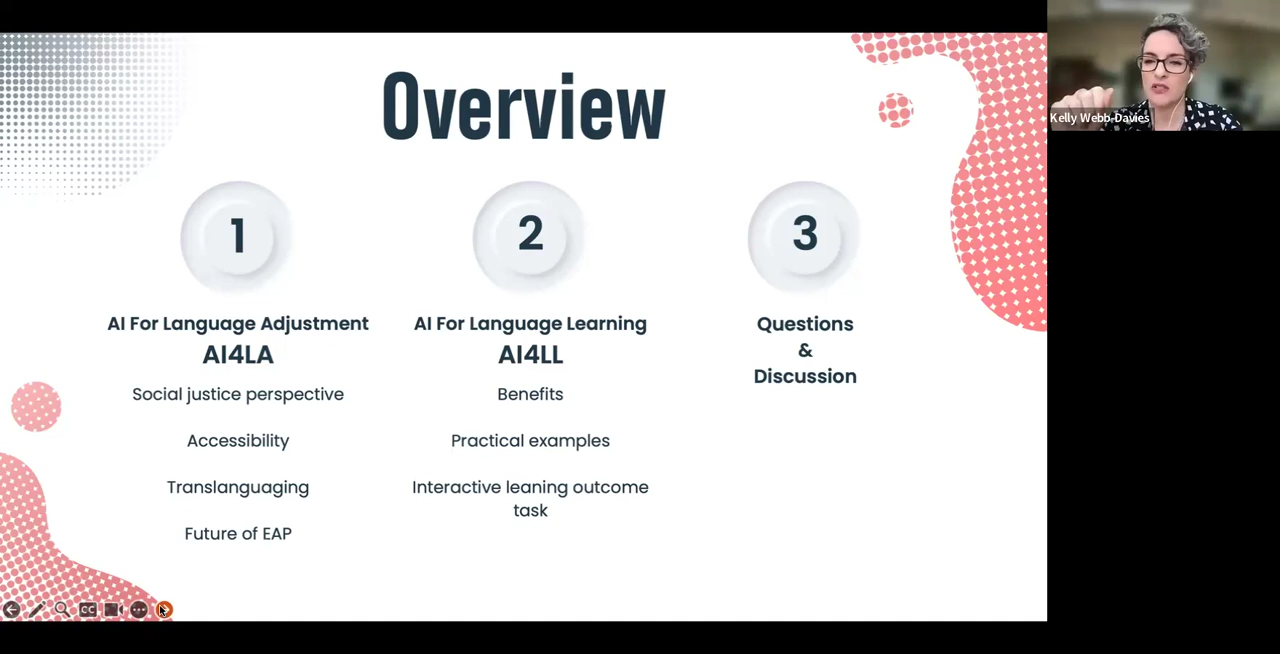 Overview
1
AI For Language Adjustment
AI4LA
Social justice perspective
Accessibility
Translanguaging
Future of EAP
2
AI For Language Learning
AI4LL
Benefits
Practical examples
Interactive leaning outcome
task
3
Questions
&
Discussion
Kelly Webb-Davies
CC